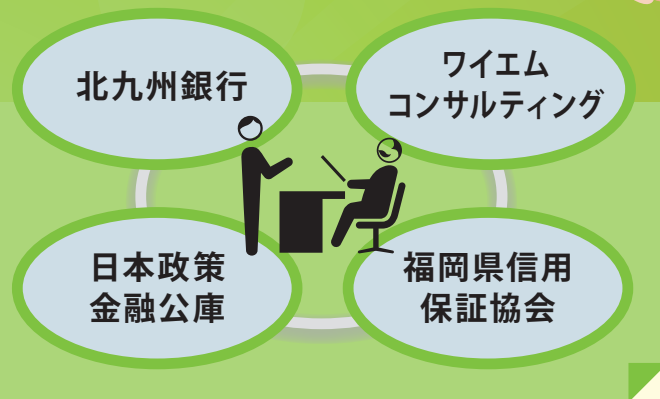 北九州銀行
ワイエム
コンサルティング
日本政策
金融公庫
福岡県信用
保証協会